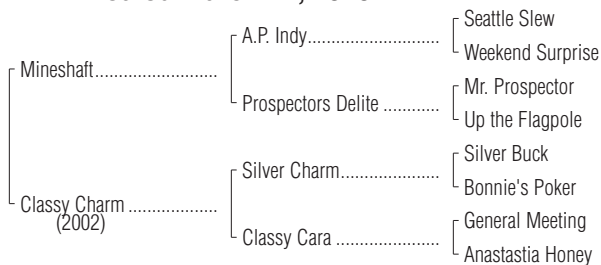 Seattle Slew
A.P. Indy
Weekend Surprise
Mineshaft
Mr. Prospector
Prospectors Delite
Up the Flagpole
Silver Buck
Silver Charm
Bonnie's Poker
Classy Charm
(2002)
General Meeting
Classy Cara
Anastastia Honey